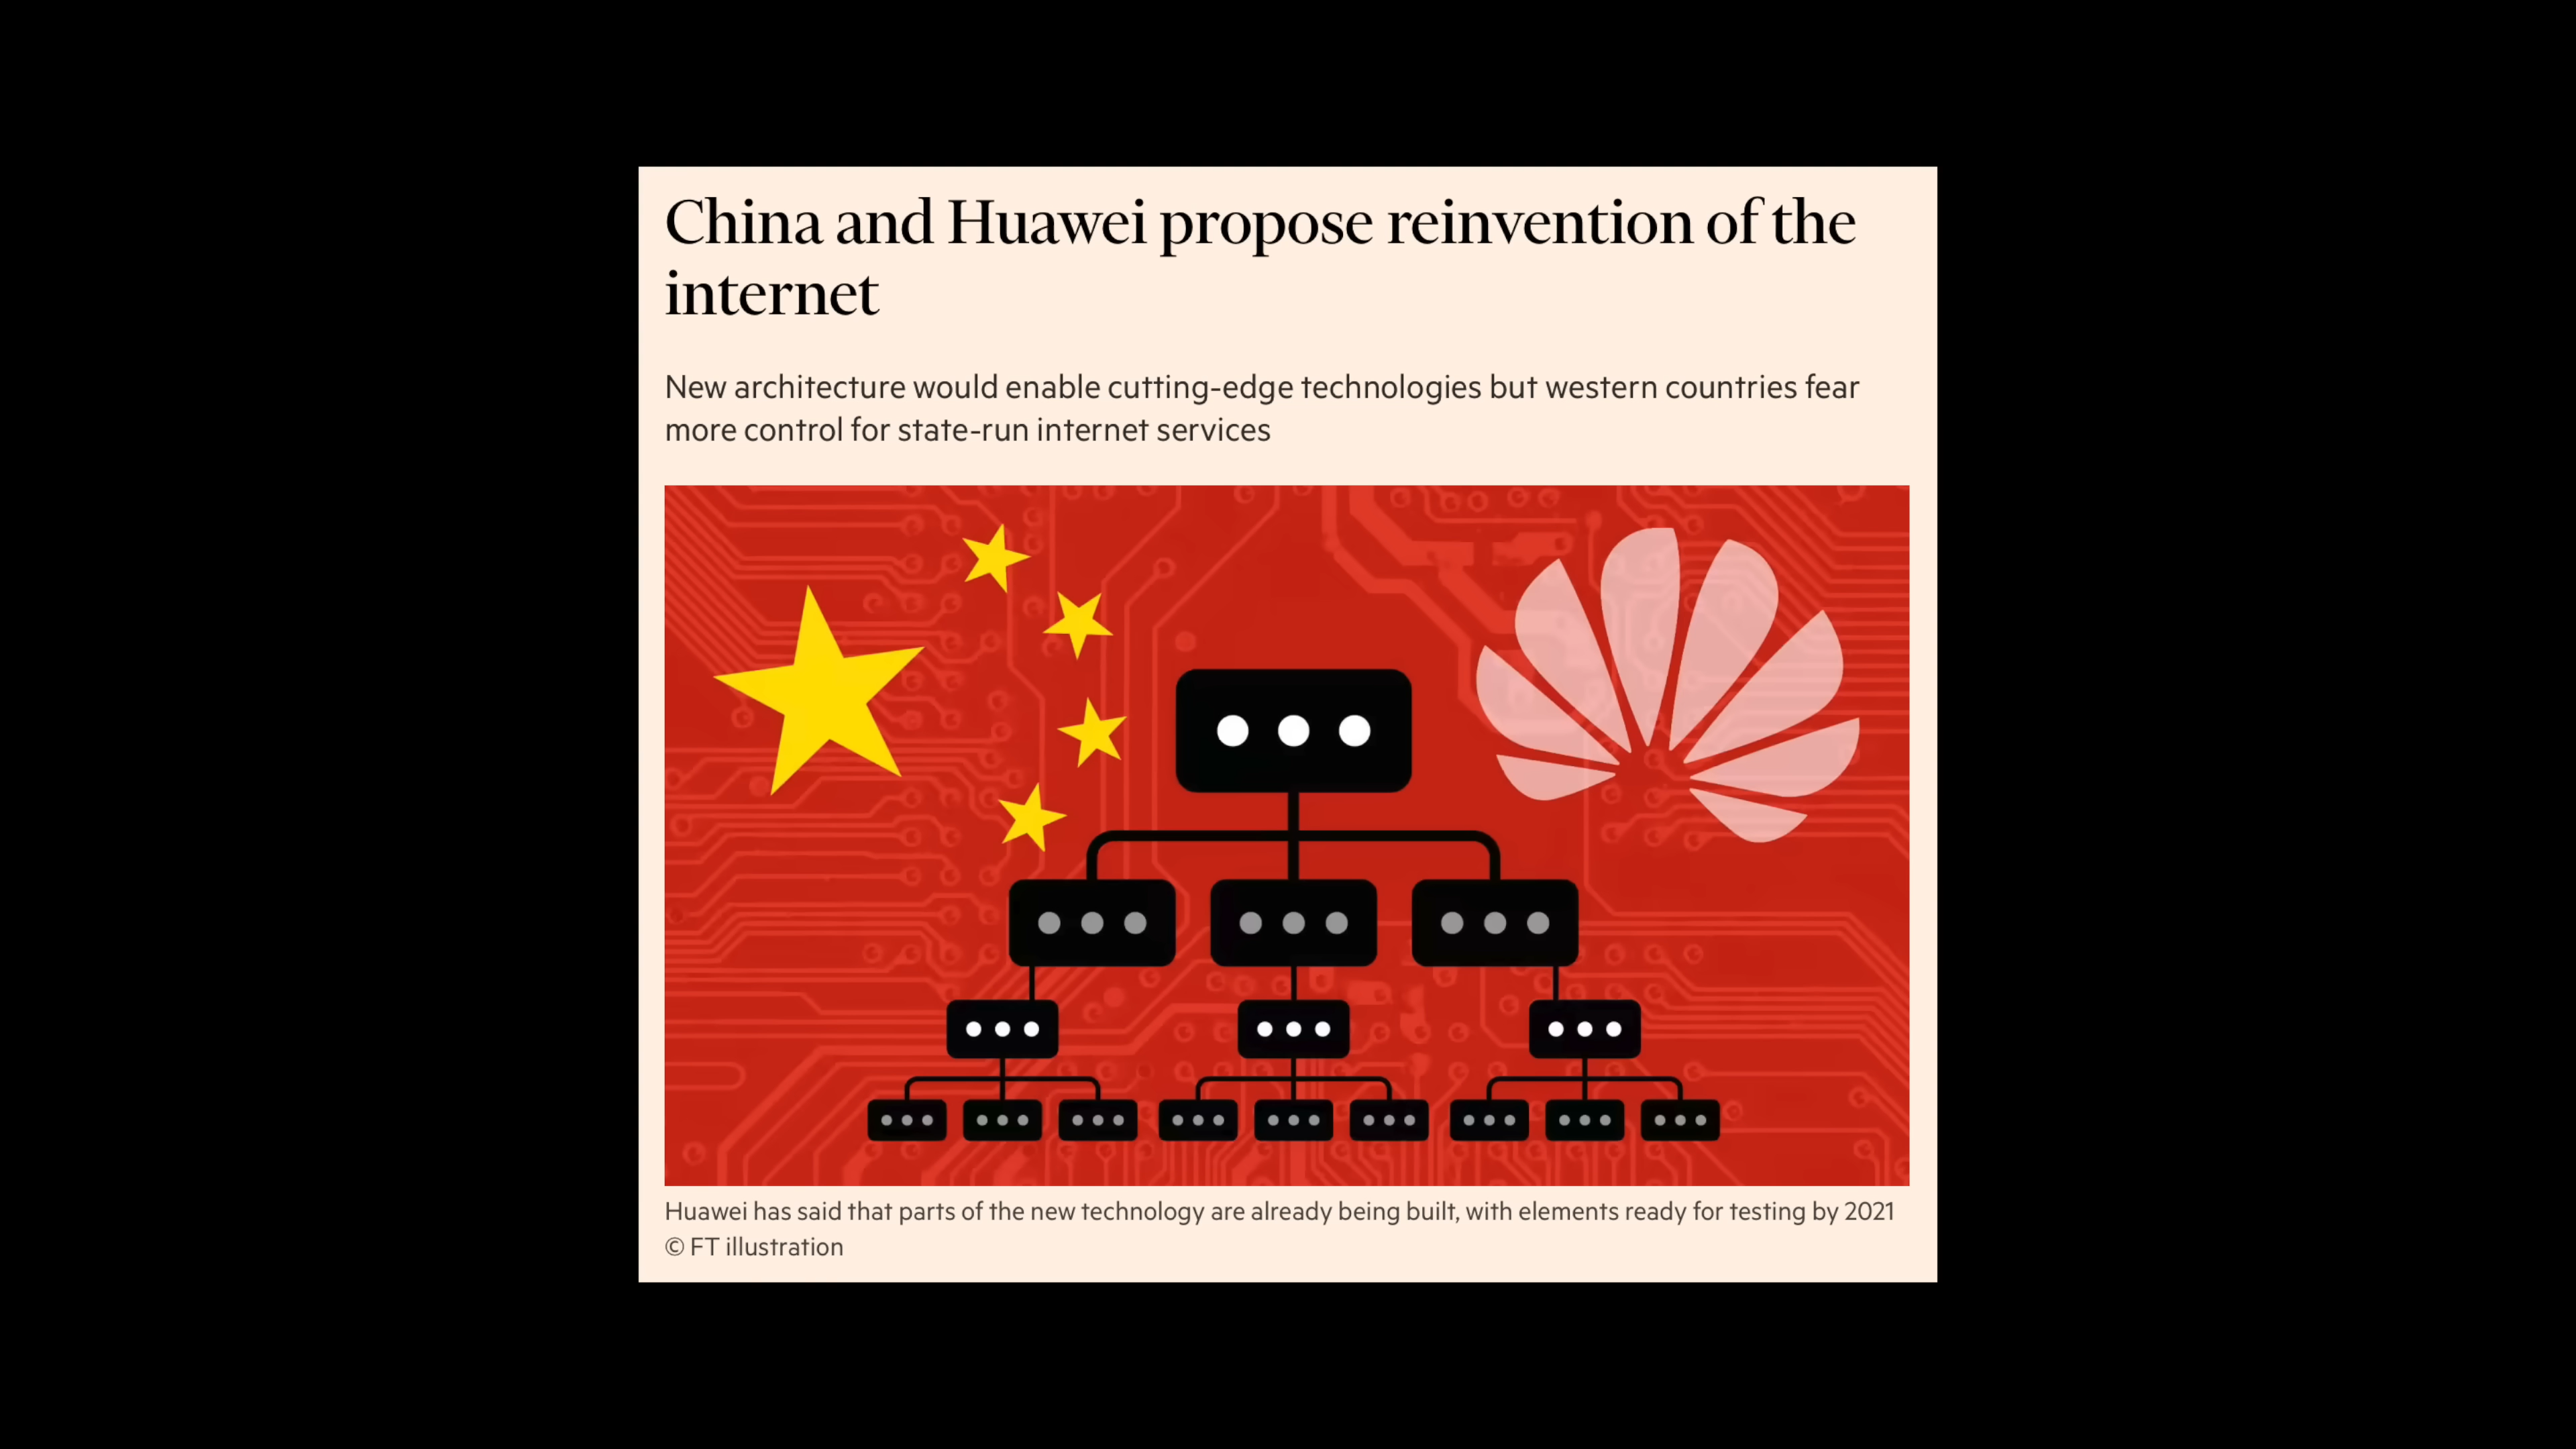 China and Huawei propose reinvention of the
internet
New architecture would enable cutting-edge technologies but western countries fear
more control for state-run internet services
Huawei has said that parts of the new technology are already being built, with elements ready for testing by 2021
© FT illustration